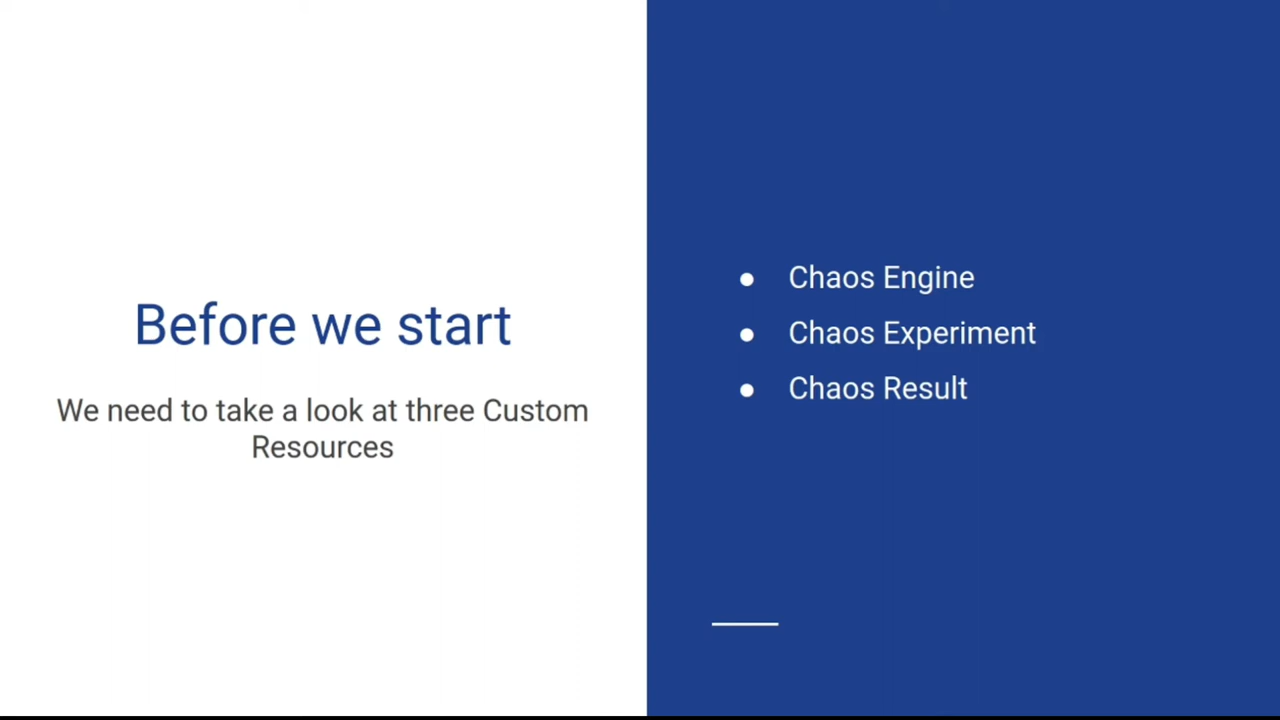 Before we start
We need to take a look at three Custom
Resources
● Chaos Engine
● Chaos Experiment
● Chaos Result